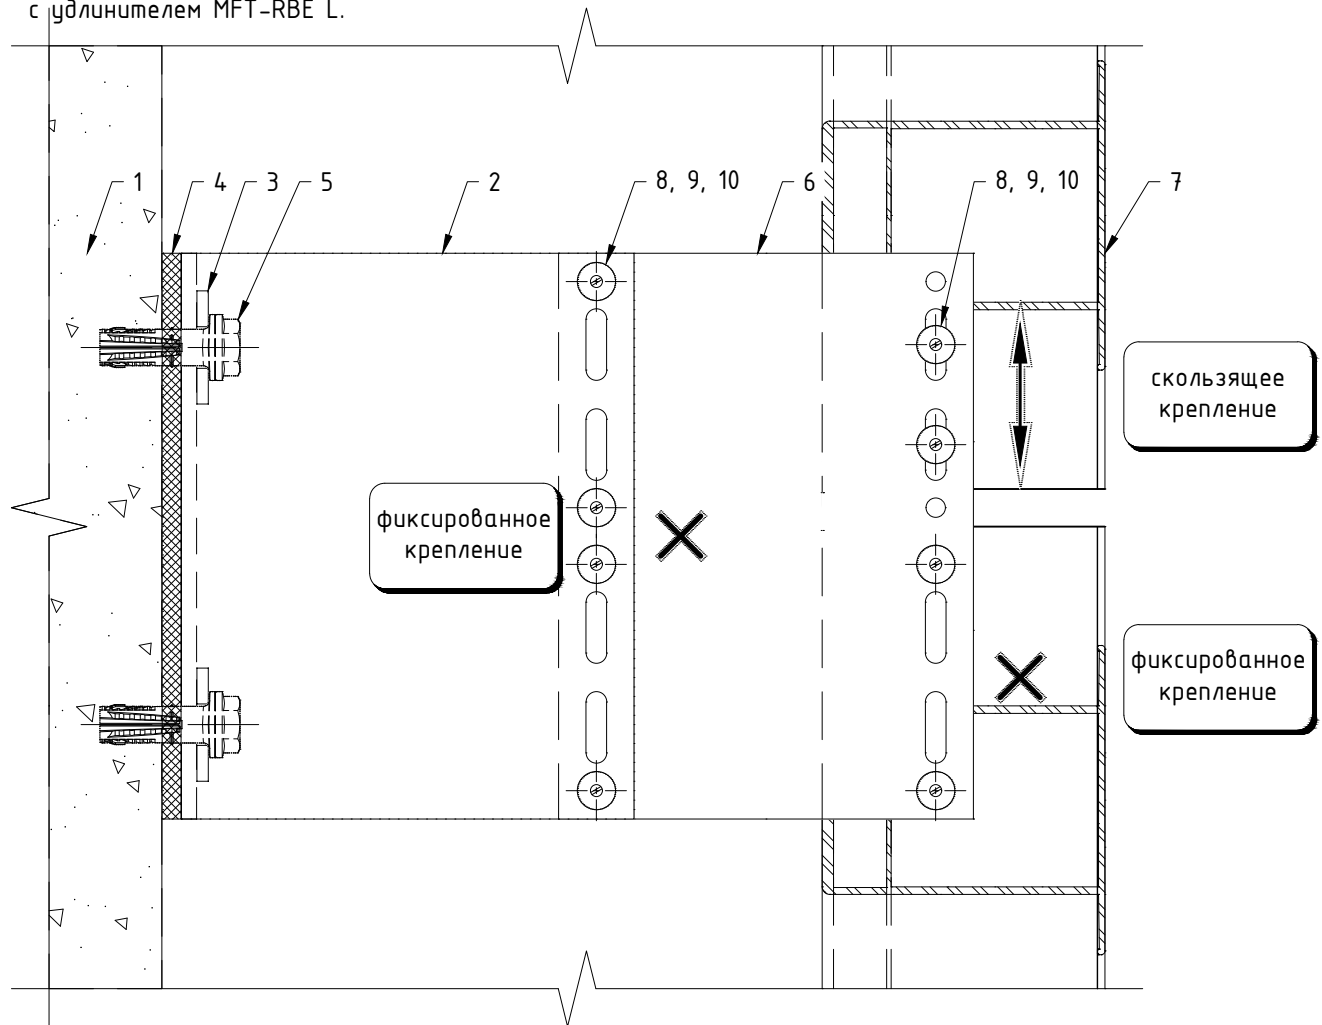 с удлинителем MFT-RBE L.
1
4
3
5
2
8, 9, 10
6
8, 9, 10
7
скользящее
крепление
фиксированное
крепление
фиксированное
крепление